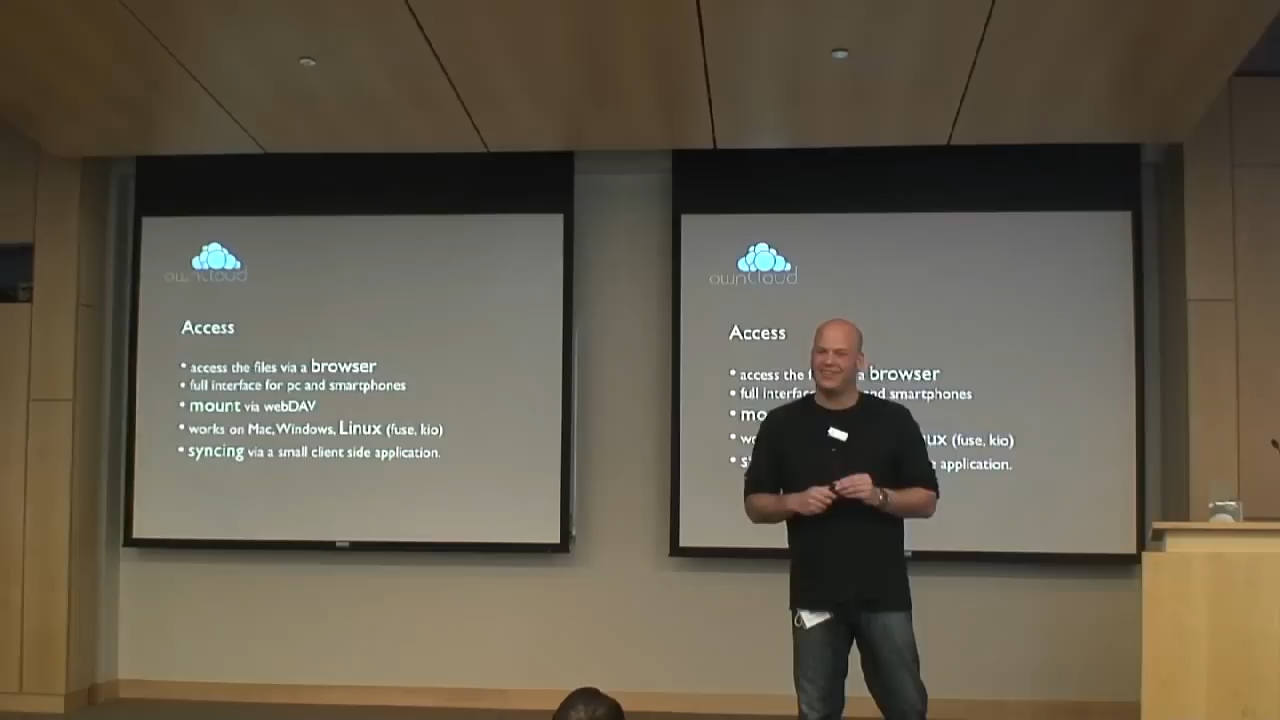 ownCloud
Access
• access the files via a browser
• full interface for pc and smartphones
• mount via webDAV
• works on Mac, Windows, Linux (fuse, kio)
• syncing via a small client side application.
ownCloud
Access
• access the f a browser
• full interfac nd smartphones
• mo
• wo ux (fuse, kio)
• s application.